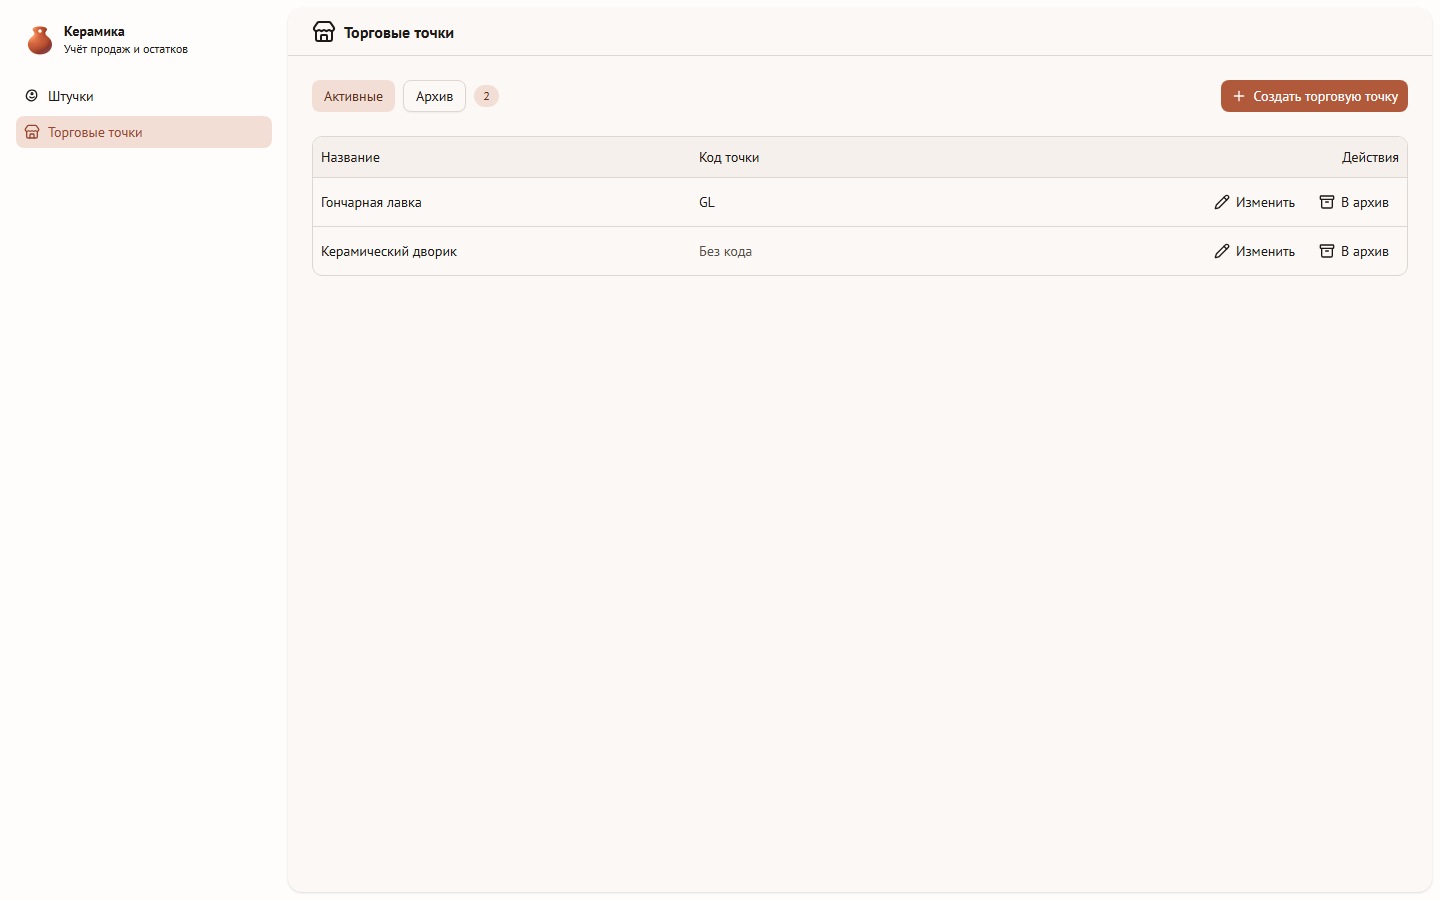 Керамика
Учёт продаж и остатков
Штучки
Торговые точки
Торговые точки
Активные Архив 2 Создать торговую точку
Название Код точки Действия
Гончарная лавка GL Изменить В архив
Керамический дворик Без кода Изменить В архив